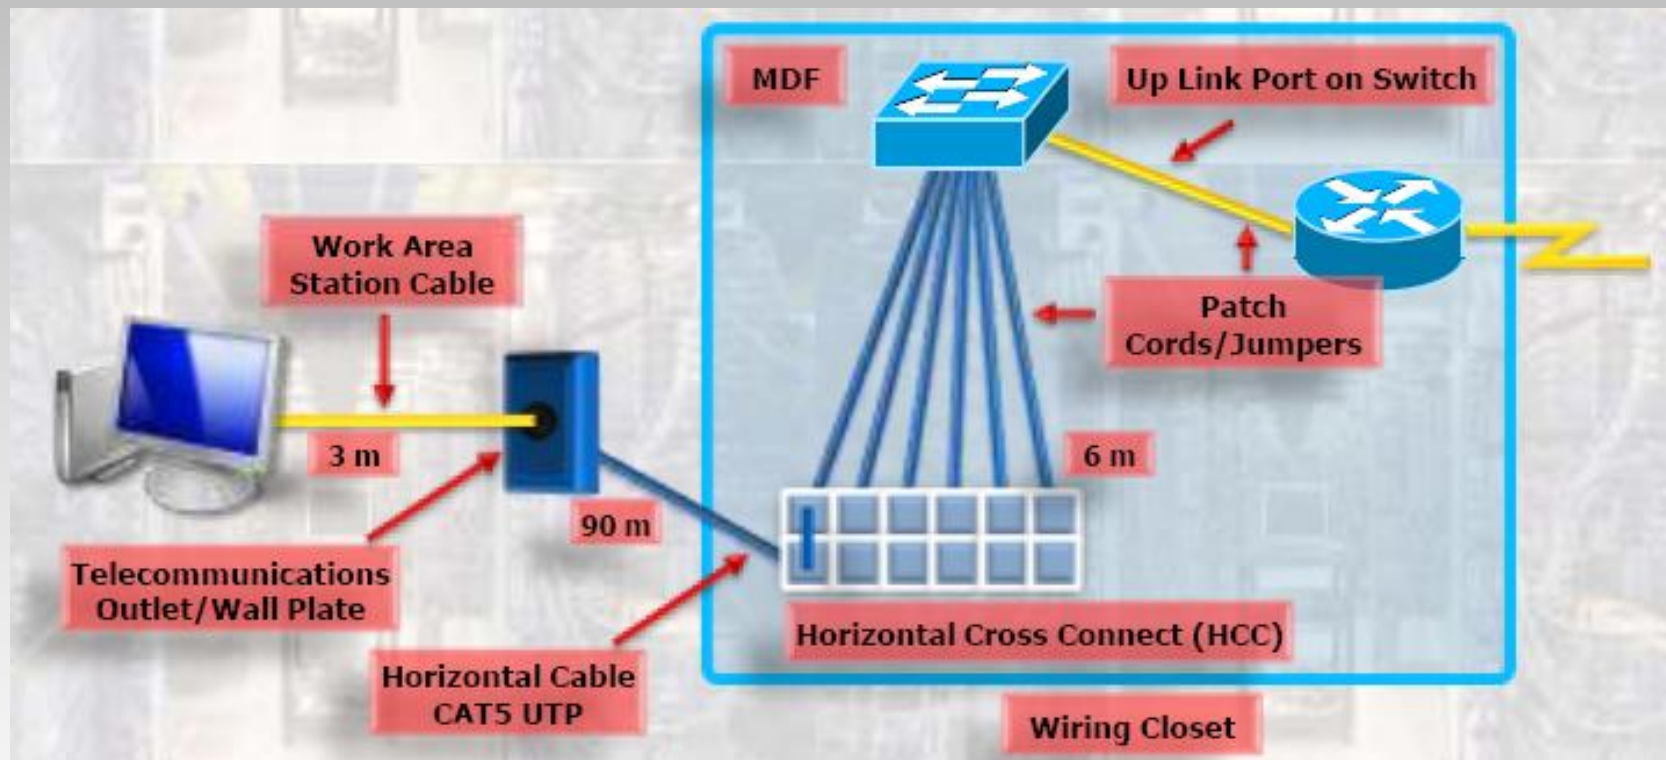 MDF
Up Link Port on Switch
Work Area
Station Cable
Patch
Cords/Jumpers
3 m
6 m
90 m
Telecommunications
Outlet/Wall Plate
Horizontal Cross Connect (HCC)
Horizontal Cable
CAT5 UTP
Wiring Closet